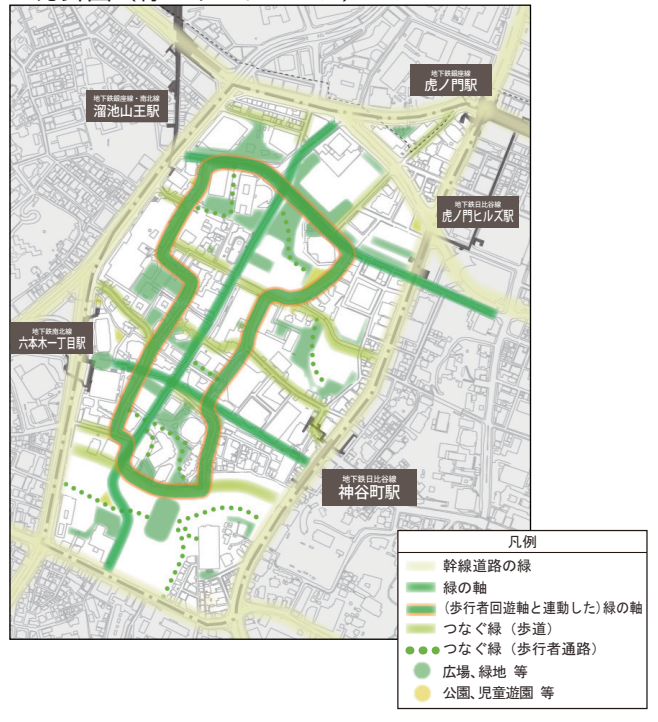 地下鉄銀座線
虎ノ門駅
地下鉄銀座線・南北線
溜池山王駅
地下鉄日比谷線
虎ノ門ヒルズ駅
地下鉄南北線
六本木一丁目駅
地下鉄日比谷線
神谷町駅
凡例
幹線道路の緑
緑の軸
(歩行者回遊軸と連動した)緑の軸
つなぐ緑（歩道）
つなぐ緑（歩行者通路）
広場、緑地 等
公園、児童遊園 等